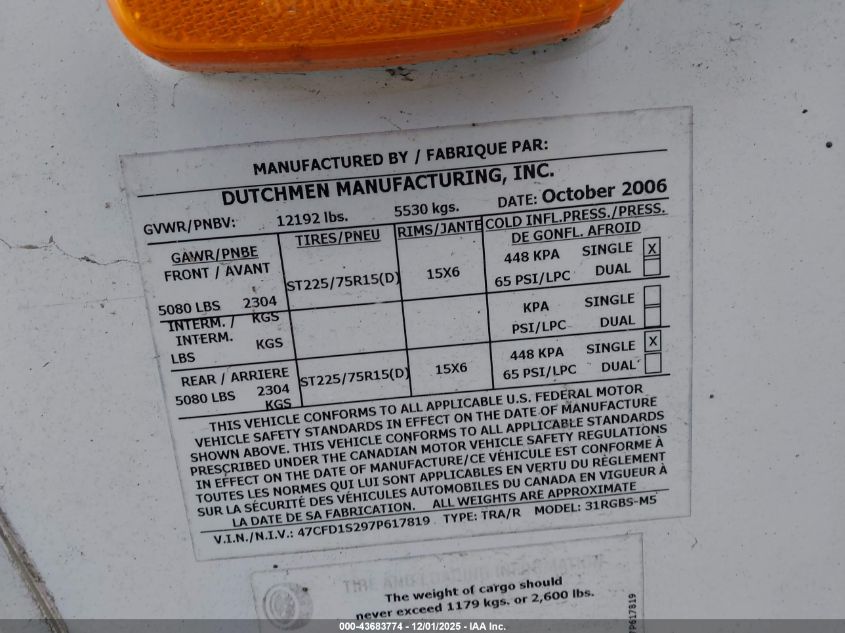 MANUFACTURED BY / FABRIQUE PAR:
DUTCHMEN MANUFACTURING, INC.
GVWR/PNBV: 12192 lbs. 5530 kgs. DATE: October 2006
GAWR/PNBE TIRES/PNEU RIMS/JANTE COLD INFL.PRESS./PRESS. DE GONFL. AFROID
FRONT / AVANT
5080 LBS 2304 KGS ST225/75R15(D) 15X6 448 KPA SINGLE X
65 PSI/LPC DUAL
INTERM. / INTERM.
LBS KGS KPA SINGLE
PSI/LPC DUAL
REAR / ARRIERE
5080 LBS 2304 KGS ST225/75R15(D) 15X6 448 KPA SINGLE X
65 PSI/LPC DUAL
THIS VEHICLE CONFORMS TO ALL APPLICABLE U.S. FEDERAL MOTOR
VEHICLE SAFETY STANDARDS IN EFFECT ON THE DATE OF MANUFACTURE
SHOWN ABOVE. THIS VEHICLE CONFORMS TO ALL APPLICABLE STANDARDS
PRESCRIBED UNDER THE CANADIAN MOTOR VEHICLE SAFETY REGULATIONS
IN EFFECT ON THE DATE OF MANUFACTURE/CE VÉHICULE EST CONFORME À
TOUTES LES NORMES QUI LUI SONT APPLICABLES EN VERTU DU RÈGLEMENT
SUR LA SÉCURITÉ DES VÉHICULES AUTOMOBILES DU CANADA EN VIGUEUR À
LA DATE DE SA FABRICATION. ALL WEIGHTS ARE APPROXIMATE
V.I.N./N.I.V.: 47CFD1S297P617819 TYPE: TRA/R MODEL: 31RGBS-M5
TIRE AND LOADING INFORMATION
The weight of cargo should
never exceed 1179 kgs. or 2,600 lbs.
7P617819
000-43683774 - 12/01/2025 - IAA Inc.